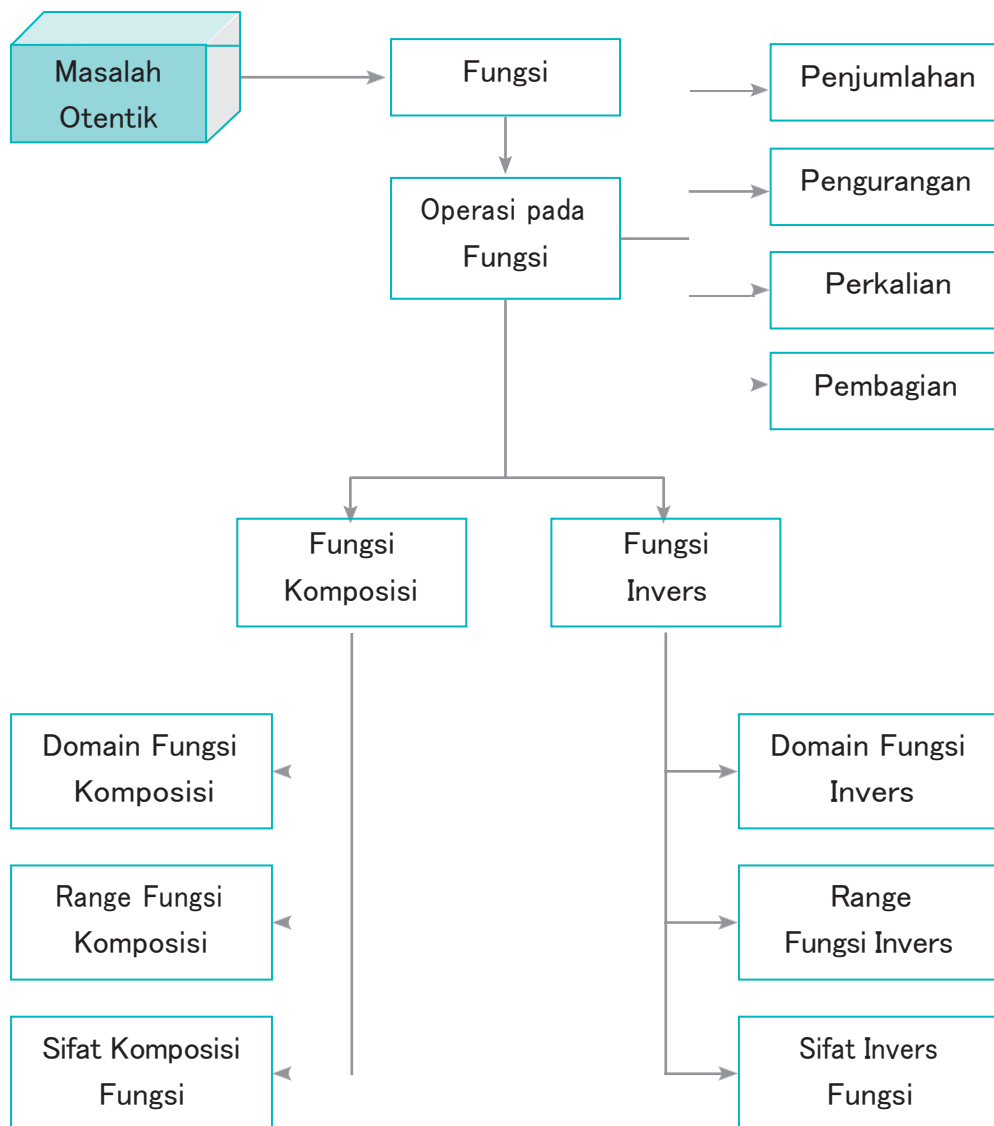 Masalah
Otentik
Fungsi
Penjumlahan
Operasi pada
Fungsi
Pengurangan
Perkalian
Pembagian
Fungsi
Komposisi
Fungsi
Invers
Domain Fungsi
Komposisi
Domain Fungsi
Invers
Range Fungsi
Komposisi
Range
Fungsi Invers
Sifat Komposisi
Fungsi
Sifat Invers
Fungsi